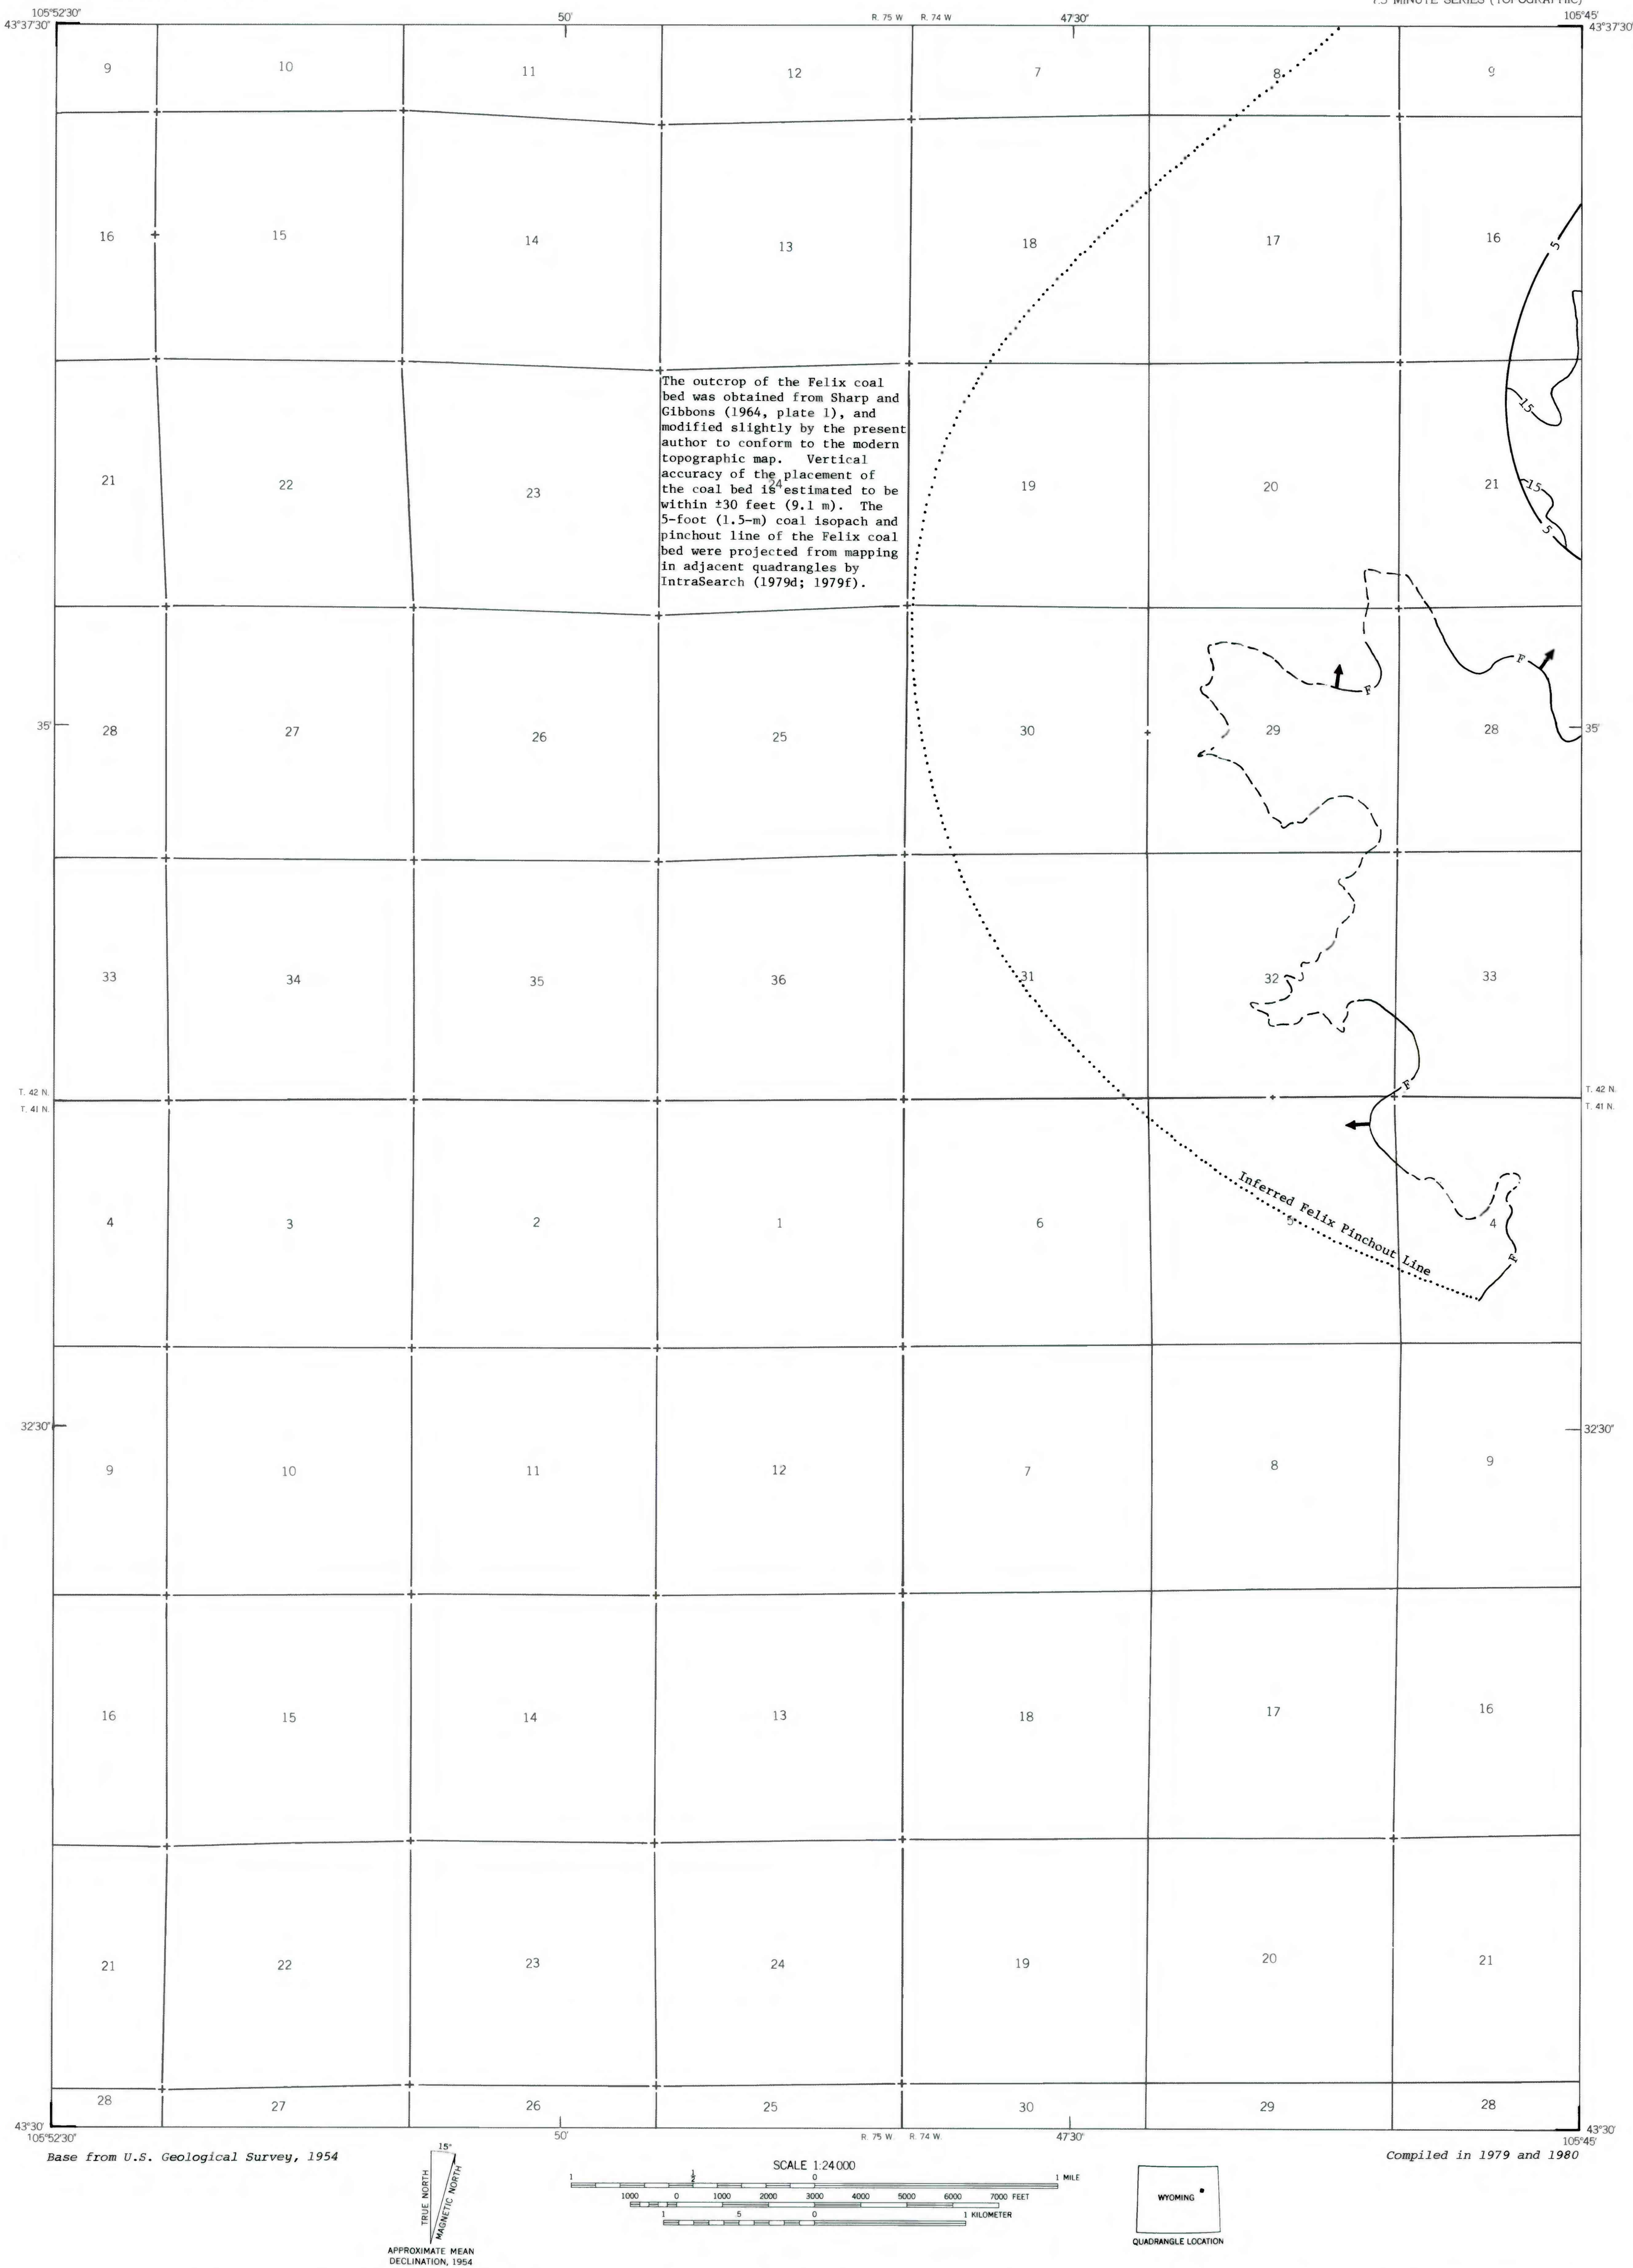 7.5 MINUTE SERIES (TOPOGRAPHIC)
105°52'30" 50' R. 75 W R. 74 W 47'30" 105°45'
43°37'30" 43°37'30"
9 10 11 12 7 8 9
16 15 14 13 18 17 16
5
The outcrop of the Felix coal
bed was obtained from Sharp and
Gibbons (1964, plate 1), and
modified slightly by the present
author to conform to the modern
topographic map. Vertical
accuracy of the placement of
the coal bed is estimated to be
within ±30 feet (9.1 m). The
5-foot (1.5-m) coal isopach and
pinchout line of the Felix coal
bed were projected from mapping
in adjacent quadrangles by
IntraSearch (1979d; 1979f).
15
21 22 23 24 19 20 21
15
5
F
F
35' 35'
28 27 26 25 30 29 28
33 34 35 36 31 32 33
F
T. 42 N. T. 42 N.
T. 41 N. T. 41 N.
Inferred Felix Pinchout Line
4 3 2 1 6 5 4
F
32'30" 32'30"
9 10 11 12 7 8 9
16 15 14 13 18 17 16
21 22 23 24 19 20 21
28 27 26 25 30 29 28
43°30' 43°30'
105°52'30" 50' R. 75 W. R. 74 W. 47'30" 105°45'
Base from U.S. Geological Survey, 1954
Compiled in 1979 and 1980
15°
TRUE NORTH
MAGNETIC NORTH
APPROXIMATE MEAN
DECLINATION, 1954
SCALE 1:24 000
1 ½ 0 1 MILE
1000 0 1000 2000 3000 4000 5000 6000 7000 FEET
1 5 0 1 KILOMETER
WYOMING
QUADRANGLE LOCATION